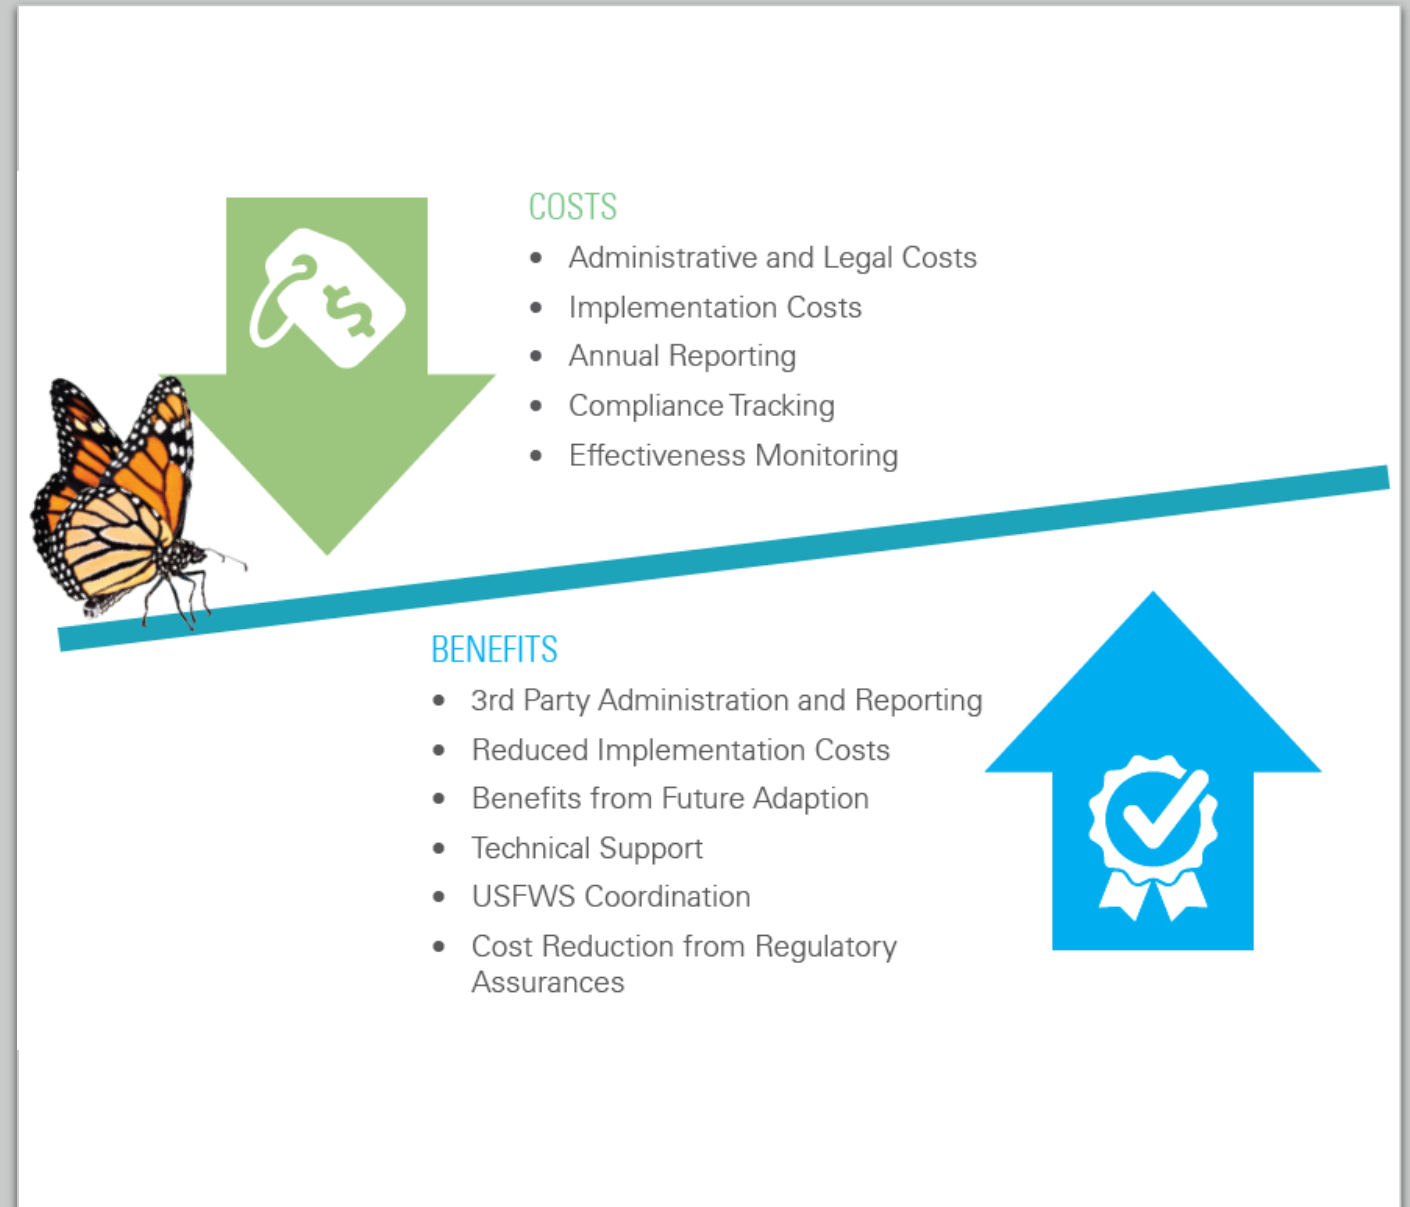 COSTS
• Administrative and Legal Costs
• Implementation Costs
• Annual Reporting
• Compliance Tracking
• Effectiveness Monitoring
BENEFITS
• 3rd Party Administration and Reporting
• Reduced Implementation Costs
• Benefits from Future Adaption
• Technical Support
• USFWS Coordination
• Cost Reduction from Regulatory
Assurances